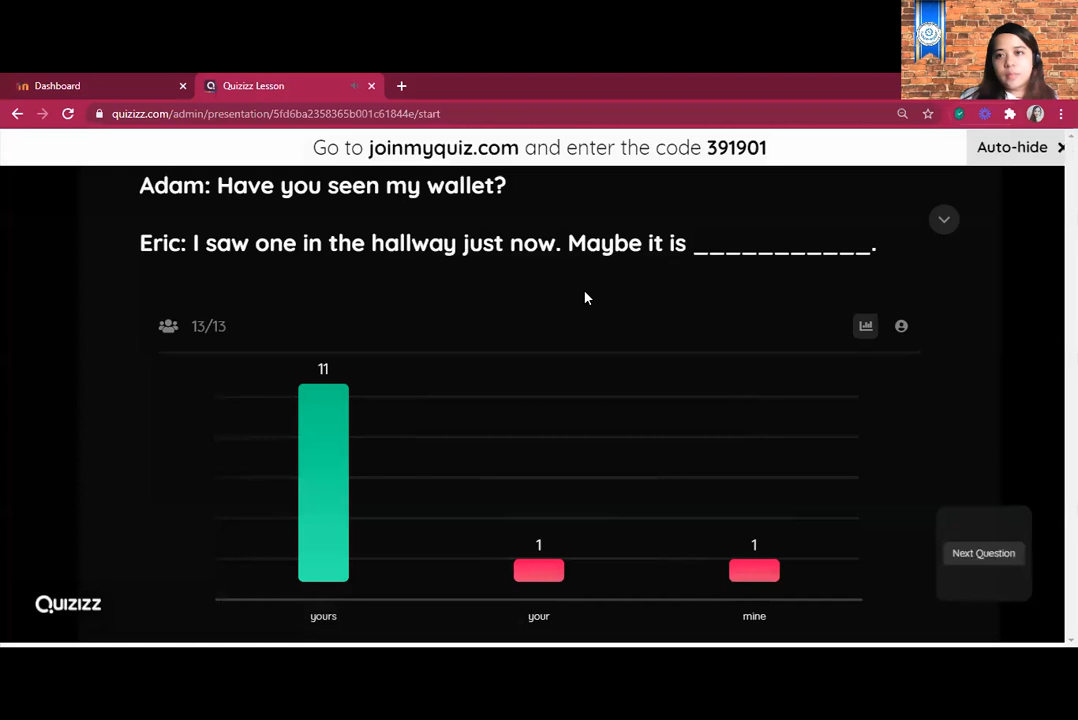 Dashboard
Quizizz Lesson
quizizz.com/admin/presentation/5fd6ba2358365b001c61844e/start
Go to joinmyquiz.com and enter the code 391901
Auto-hide
Adam: Have you seen my wallet?
Eric: I saw one in the hallway just now. Maybe it is ___________.
13/13
11
1
1
Next Question
Quizizz
yours
your
mine